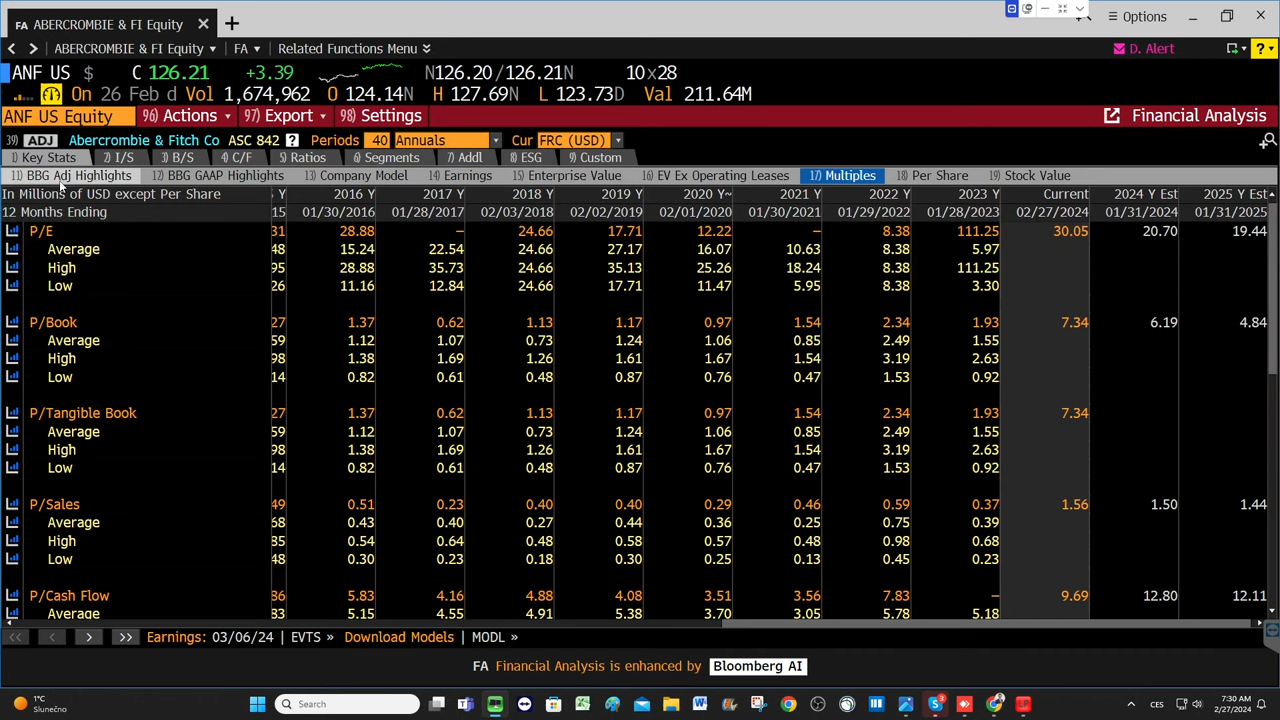 FA ABERCROMBIE & FI Equity
Options
ABERCROMBIE & FI Equity FA Related Functions Menu D. Alert ?
ANF US $ C 126.21 +3.39 N126.20/126.21N 10x28
On 26 Feb d Vol 1,674,962 O 124.14N H 127.69N L 123.73D Val 211.64M
ANF US Equity 96) Actions 97) Export 98) Settings Financial Analysis
39) ADJ Abercrombie & Fitch Co ASC 842 ? Periods 40 Annuals Cur FRC (USD)
1) Key Stats 2) I/S 3) B/S 4) C/F 5) Ratios 6) Segments 7) Addl 8) ESG 9) Custom
11) BBG Adj Highlights 12) BBG GAAP Highlights 13) Company Model 14) Earnings 15) Enterprise Value 16) EV Ex Operating Leases 17) Multiples 18) Per Share 19) Stock Value
In Millions of USD except Per Share Y 2016 Y 2017 Y 2018 Y 2019 Y 2020 Y~ 2021 Y 2022 Y 2023 Y Current 2024 Y Est 2025 Y Est
12 Months Ending 15 01/30/2016 01/28/2017 02/03/2018 02/02/2019 02/01/2020 01/30/2021 01/29/2022 01/28/2023 02/27/2024 01/31/2024 01/31/2025
P/E 31 28.88 – 24.66 17.71 12.22 – 8.38 111.25 30.05 20.70 19.44
Average 48 15.24 22.54 24.66 27.17 16.07 10.63 8.38 5.97
High 95 28.88 35.73 24.66 35.13 25.26 18.24 8.38 111.25
Low 26 11.16 12.84 24.66 17.71 11.47 5.95 8.38 3.30
P/Book 27 1.37 0.62 1.13 1.17 0.97 1.54 2.34 1.93 7.34 6.19 4.84
Average 59 1.12 1.07 0.73 1.24 1.06 0.85 2.49 1.55
High 98 1.38 1.69 1.26 1.61 1.67 1.54 3.19 2.63
Low 14 0.82 0.61 0.48 0.87 0.76 0.47 1.53 0.92
P/Tangible Book 27 1.37 0.62 1.13 1.17 0.97 1.54 2.34 1.93 7.34
Average 59 1.12 1.07 0.73 1.24 1.06 0.85 2.49 1.55
High 98 1.38 1.69 1.26 1.61 1.67 1.54 3.19 2.63
Low 14 0.82 0.61 0.48 0.87 0.76 0.47 1.53 0.92
P/Sales 49 0.51 0.23 0.40 0.40 0.29 0.46 0.59 0.37 1.56 1.50 1.44
Average 68 0.43 0.40 0.27 0.44 0.36 0.25 0.75 0.39
High 85 0.54 0.64 0.48 0.58 0.57 0.48 0.98 0.68
Low 48 0.30 0.23 0.18 0.30 0.25 0.13 0.45 0.23
P/Cash Flow 86 5.83 4.16 4.88 4.08 3.51 3.56 7.83 – 9.69 12.80 12.11
Average 83 5.15 4.55 4.91 5.38 3.70 3.05 5.78 5.18
Earnings: 03/06/24 | EVTS » Download Models | MODL »
FA Financial Analysis is enhanced by Bloomberg AI
1°C
Slunečno
Search
3
CES
7:30 AM
2/27/2024